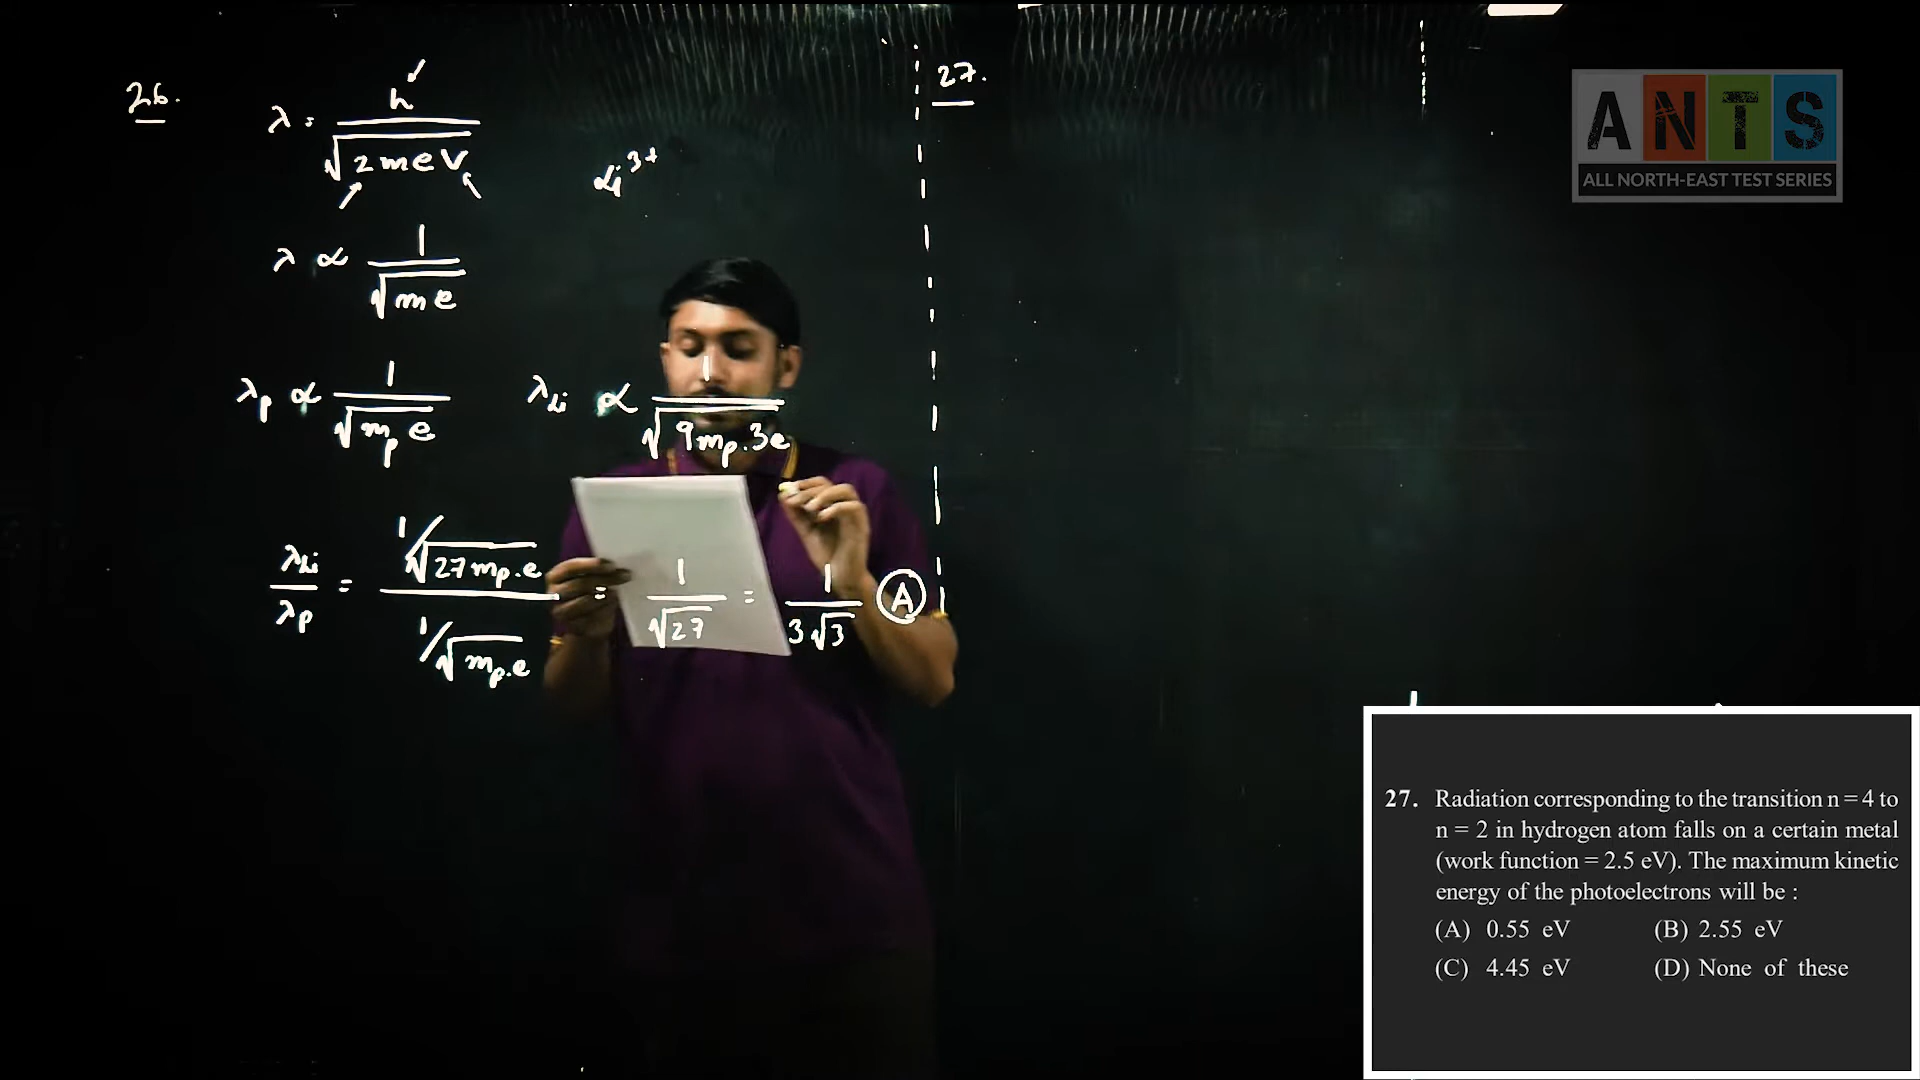 26.
λ = h / √2meV
Li³⁺
λ ∝ 1 / √me
λp ∝ 1 / √mp e
λLi ∝ 1 / √9mp.3e
λLi / λp = 1/√27mp.e / 1/√mp.e = 1 / √27 = 1 / 3√3 (A)
27.
ANTS
ALL NORTH-EAST TEST SERIES
27. Radiation corresponding to the transition n = 4 to
n = 2 in hydrogen atom falls on a certain metal
(work function = 2.5 eV). The maximum kinetic
energy of the photoelectrons will be :
(A) 0.55 eV (B) 2.55 eV
(C) 4.45 eV (D) None of these